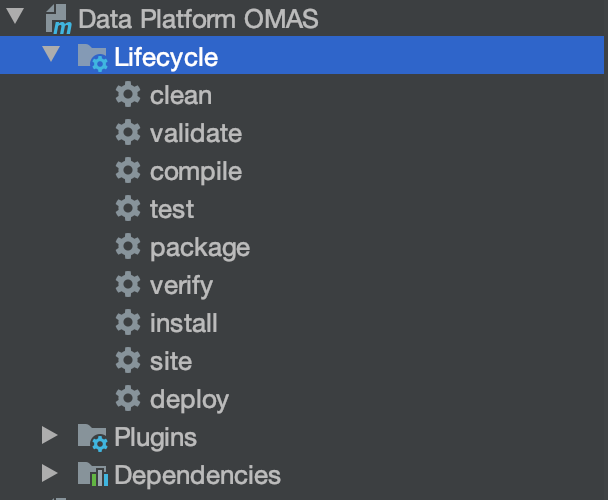 Data Platform OMAS
Lifecycle
clean
validate
compile
test
package
verify
install
site
deploy
Plugins
Dependencies